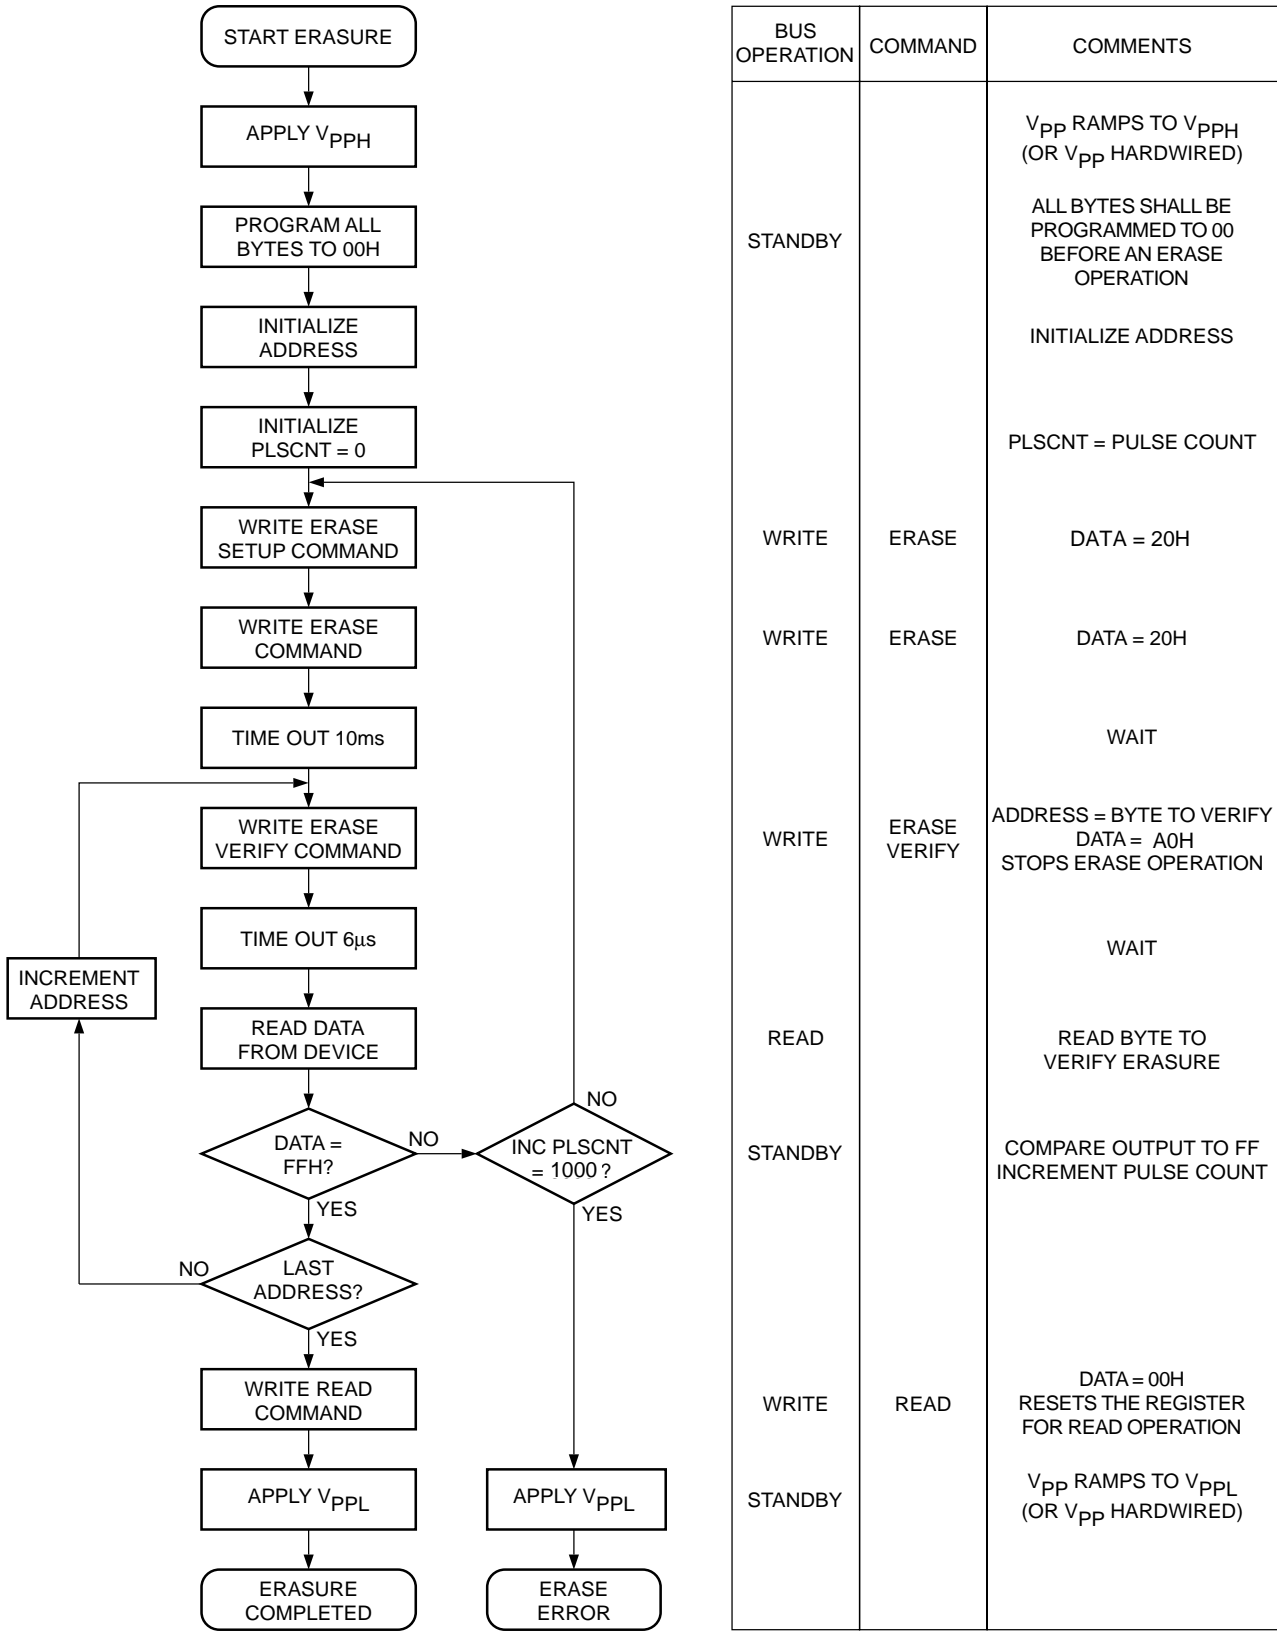 START ERASURE
APPLY VPPH
PROGRAM ALL
BYTES TO 00H
INITIALIZE
ADDRESS
INITIALIZE
PLSCNT = 0
WRITE ERASE
SETUP COMMAND
WRITE ERASE
COMMAND
TIME OUT 10ms
WRITE ERASE
VERIFY COMMAND
TIME OUT 6μs
INCREMENT
ADDRESS
READ DATA
FROM DEVICE
DATA =
FFH?
NO
INC PLSCNT
= 1000 ?
NO
YES
YES
LAST
ADDRESS?
NO
YES
WRITE READ
COMMAND
APPLY VPPL
APPLY VPPL
ERASURE
COMPLETED
ERASE
ERROR
BUS
OPERATION
COMMAND
COMMENTS
VPP RAMPS TO VPPH
(OR VPP HARDWIRED)
STANDBY
ALL BYTES SHALL BE
PROGRAMMED TO 00
BEFORE AN ERASE
OPERATION
INITIALIZE ADDRESS
PLSCNT = PULSE COUNT
WRITE
ERASE
DATA = 20H
WRITE
ERASE
DATA = 20H
WAIT
WRITE
ERASE
VERIFY
ADDRESS = BYTE TO VERIFY
DATA = A0H
STOPS ERASE OPERATION
WAIT
READ
READ BYTE TO
VERIFY ERASURE
STANDBY
COMPARE OUTPUT TO FF
INCREMENT PULSE COUNT
WRITE
READ
DATA = 00H
RESETS THE REGISTER
FOR READ OPERATION
STANDBY
VPP RAMPS TO VPPL
(OR VPP HARDWIRED)